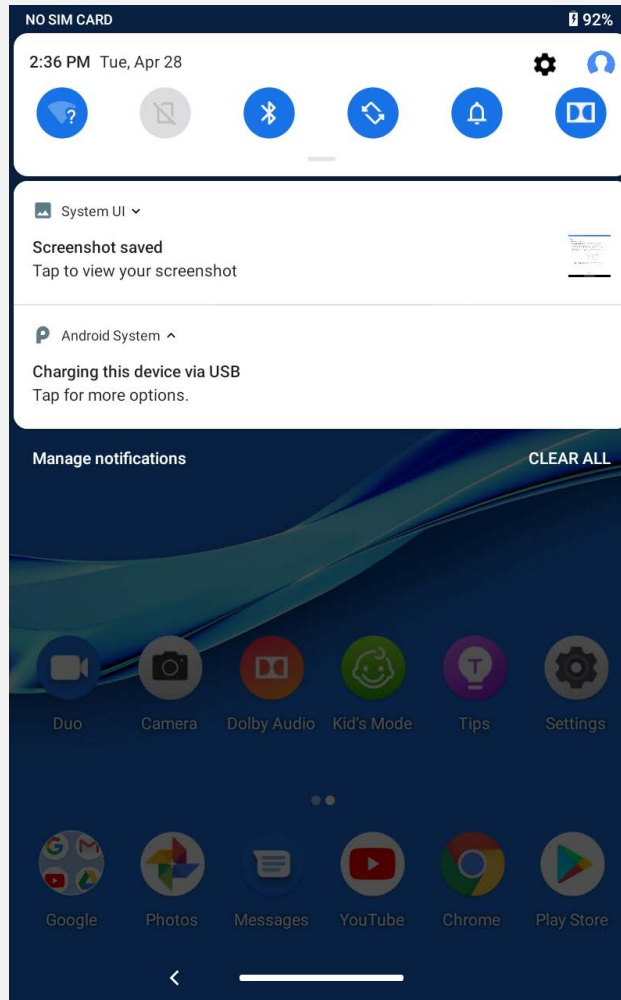 NO SIM CARD 92%
2:36 PM Tue, Apr 28
?
System UI
Screenshot saved
Tap to view your screenshot
Android System
Charging this device via USB
Tap for more options.
Manage notifications CLEAR ALL
T
Duo Camera Dolby Audio Kid's Mode Tips Settings
G M
Google Photos Messages YouTube Chrome Play Store